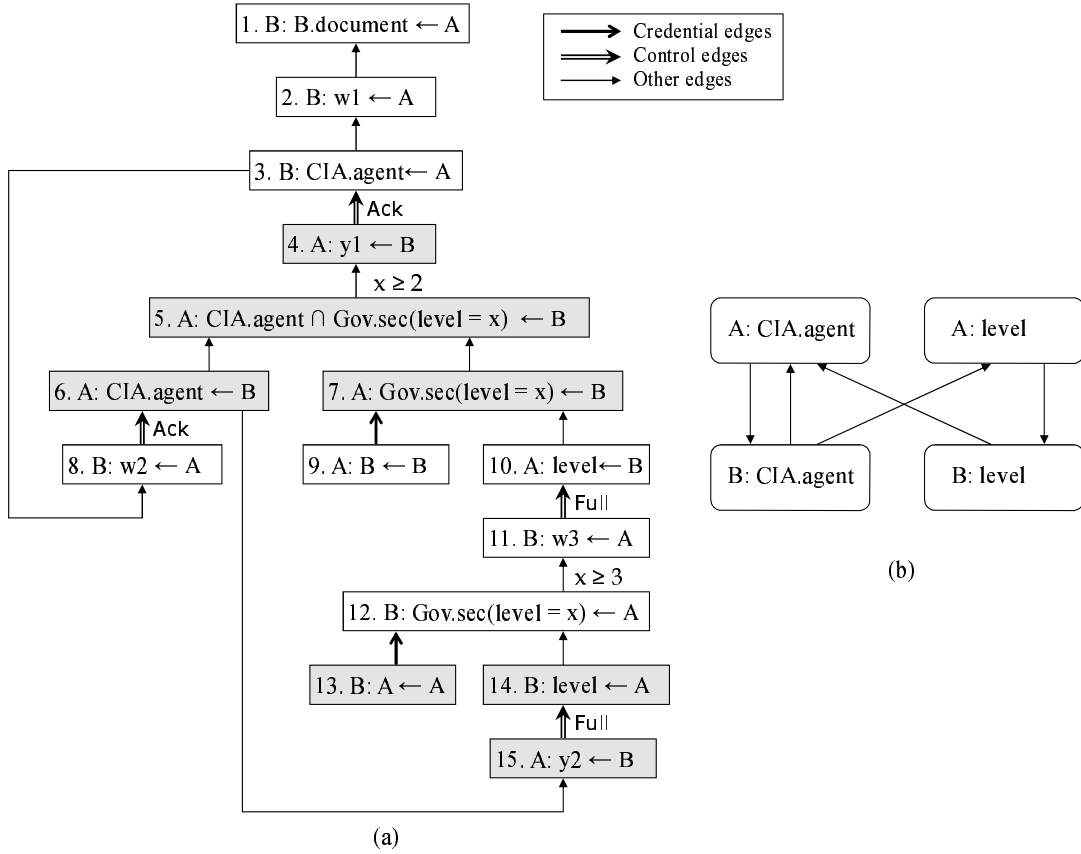 1. B: B.document ← A
Credential edges
Control edges
Other edges
2. B: w1 ← A
3. B: CIA.agent← A
Ack
4. A: y1 ← B
x ≥ 2
5. A: CIA.agent ∩ Gov.sec(level = x) ← B
6. A: CIA.agent ← B
7. A: Gov.sec(level = x) ← B
Ack
8. B: w2 ← A
9. A: B ← B
10. A: level← B
Full
11. B: w3 ← A
x ≥ 3
12. B: Gov.sec(level = x) ← A
13. B: A ← A
14. B: level ← A
Full
15. A: y2 ← B
(a)
A: CIA.agent
A: level
B: CIA.agent
B: level
(b)